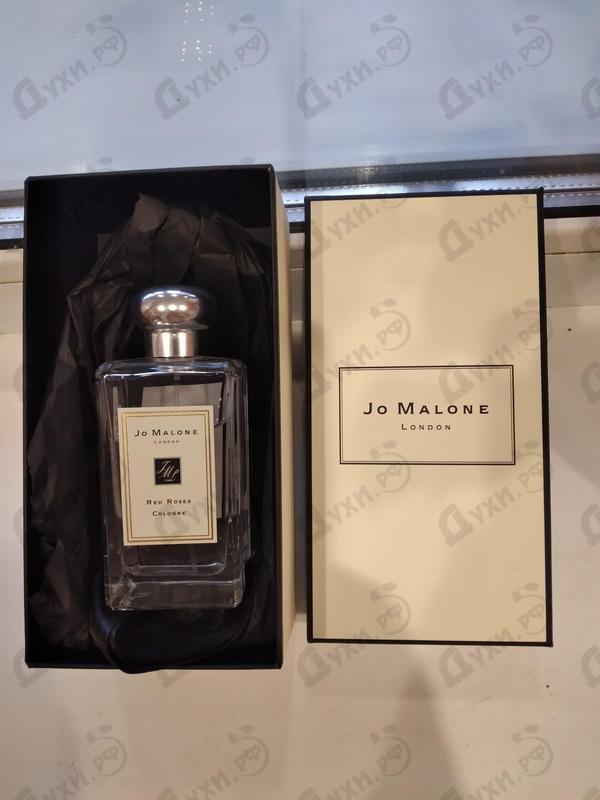 Jo Malone
London
JML
Red Roses
Cologne
Jo Malone
London
Духи.рф